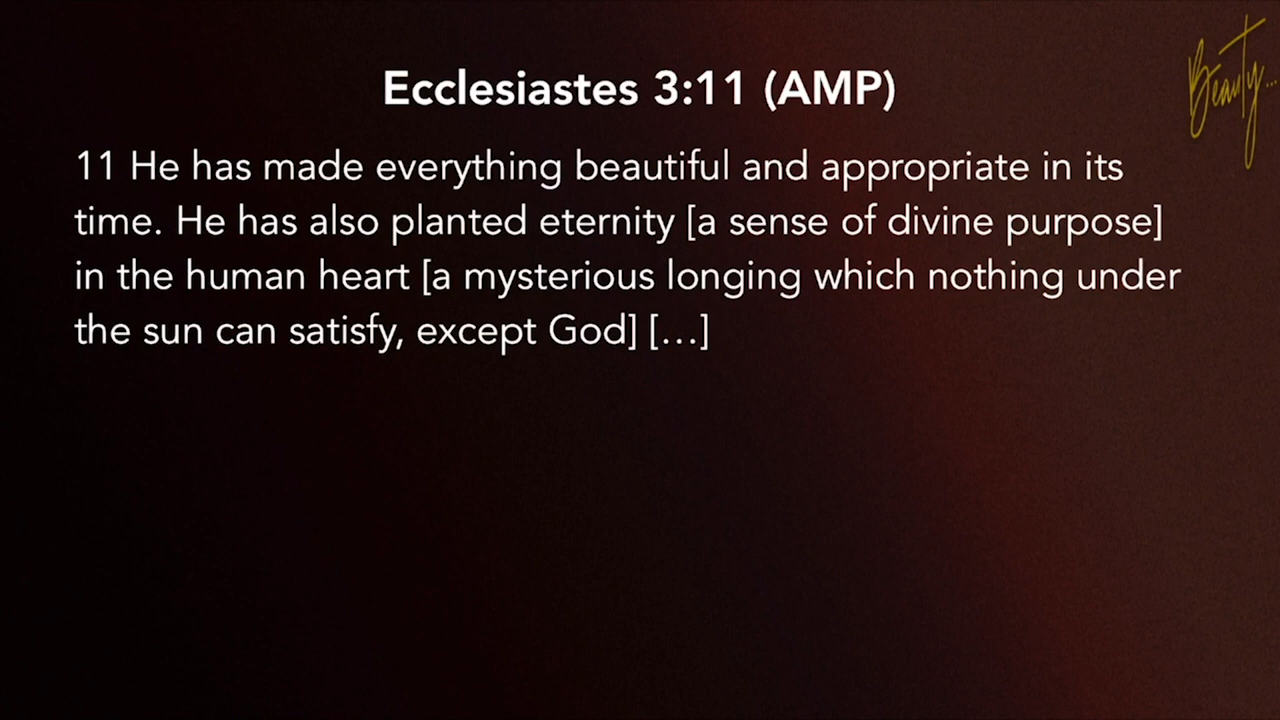 Beauty...
Ecclesiastes 3:11 (AMP)
11 He has made everything beautiful and appropriate in its
time. He has also planted eternity [a sense of divine purpose]
in the human heart [a mysterious longing which nothing under
the sun can satisfy, except God] […]